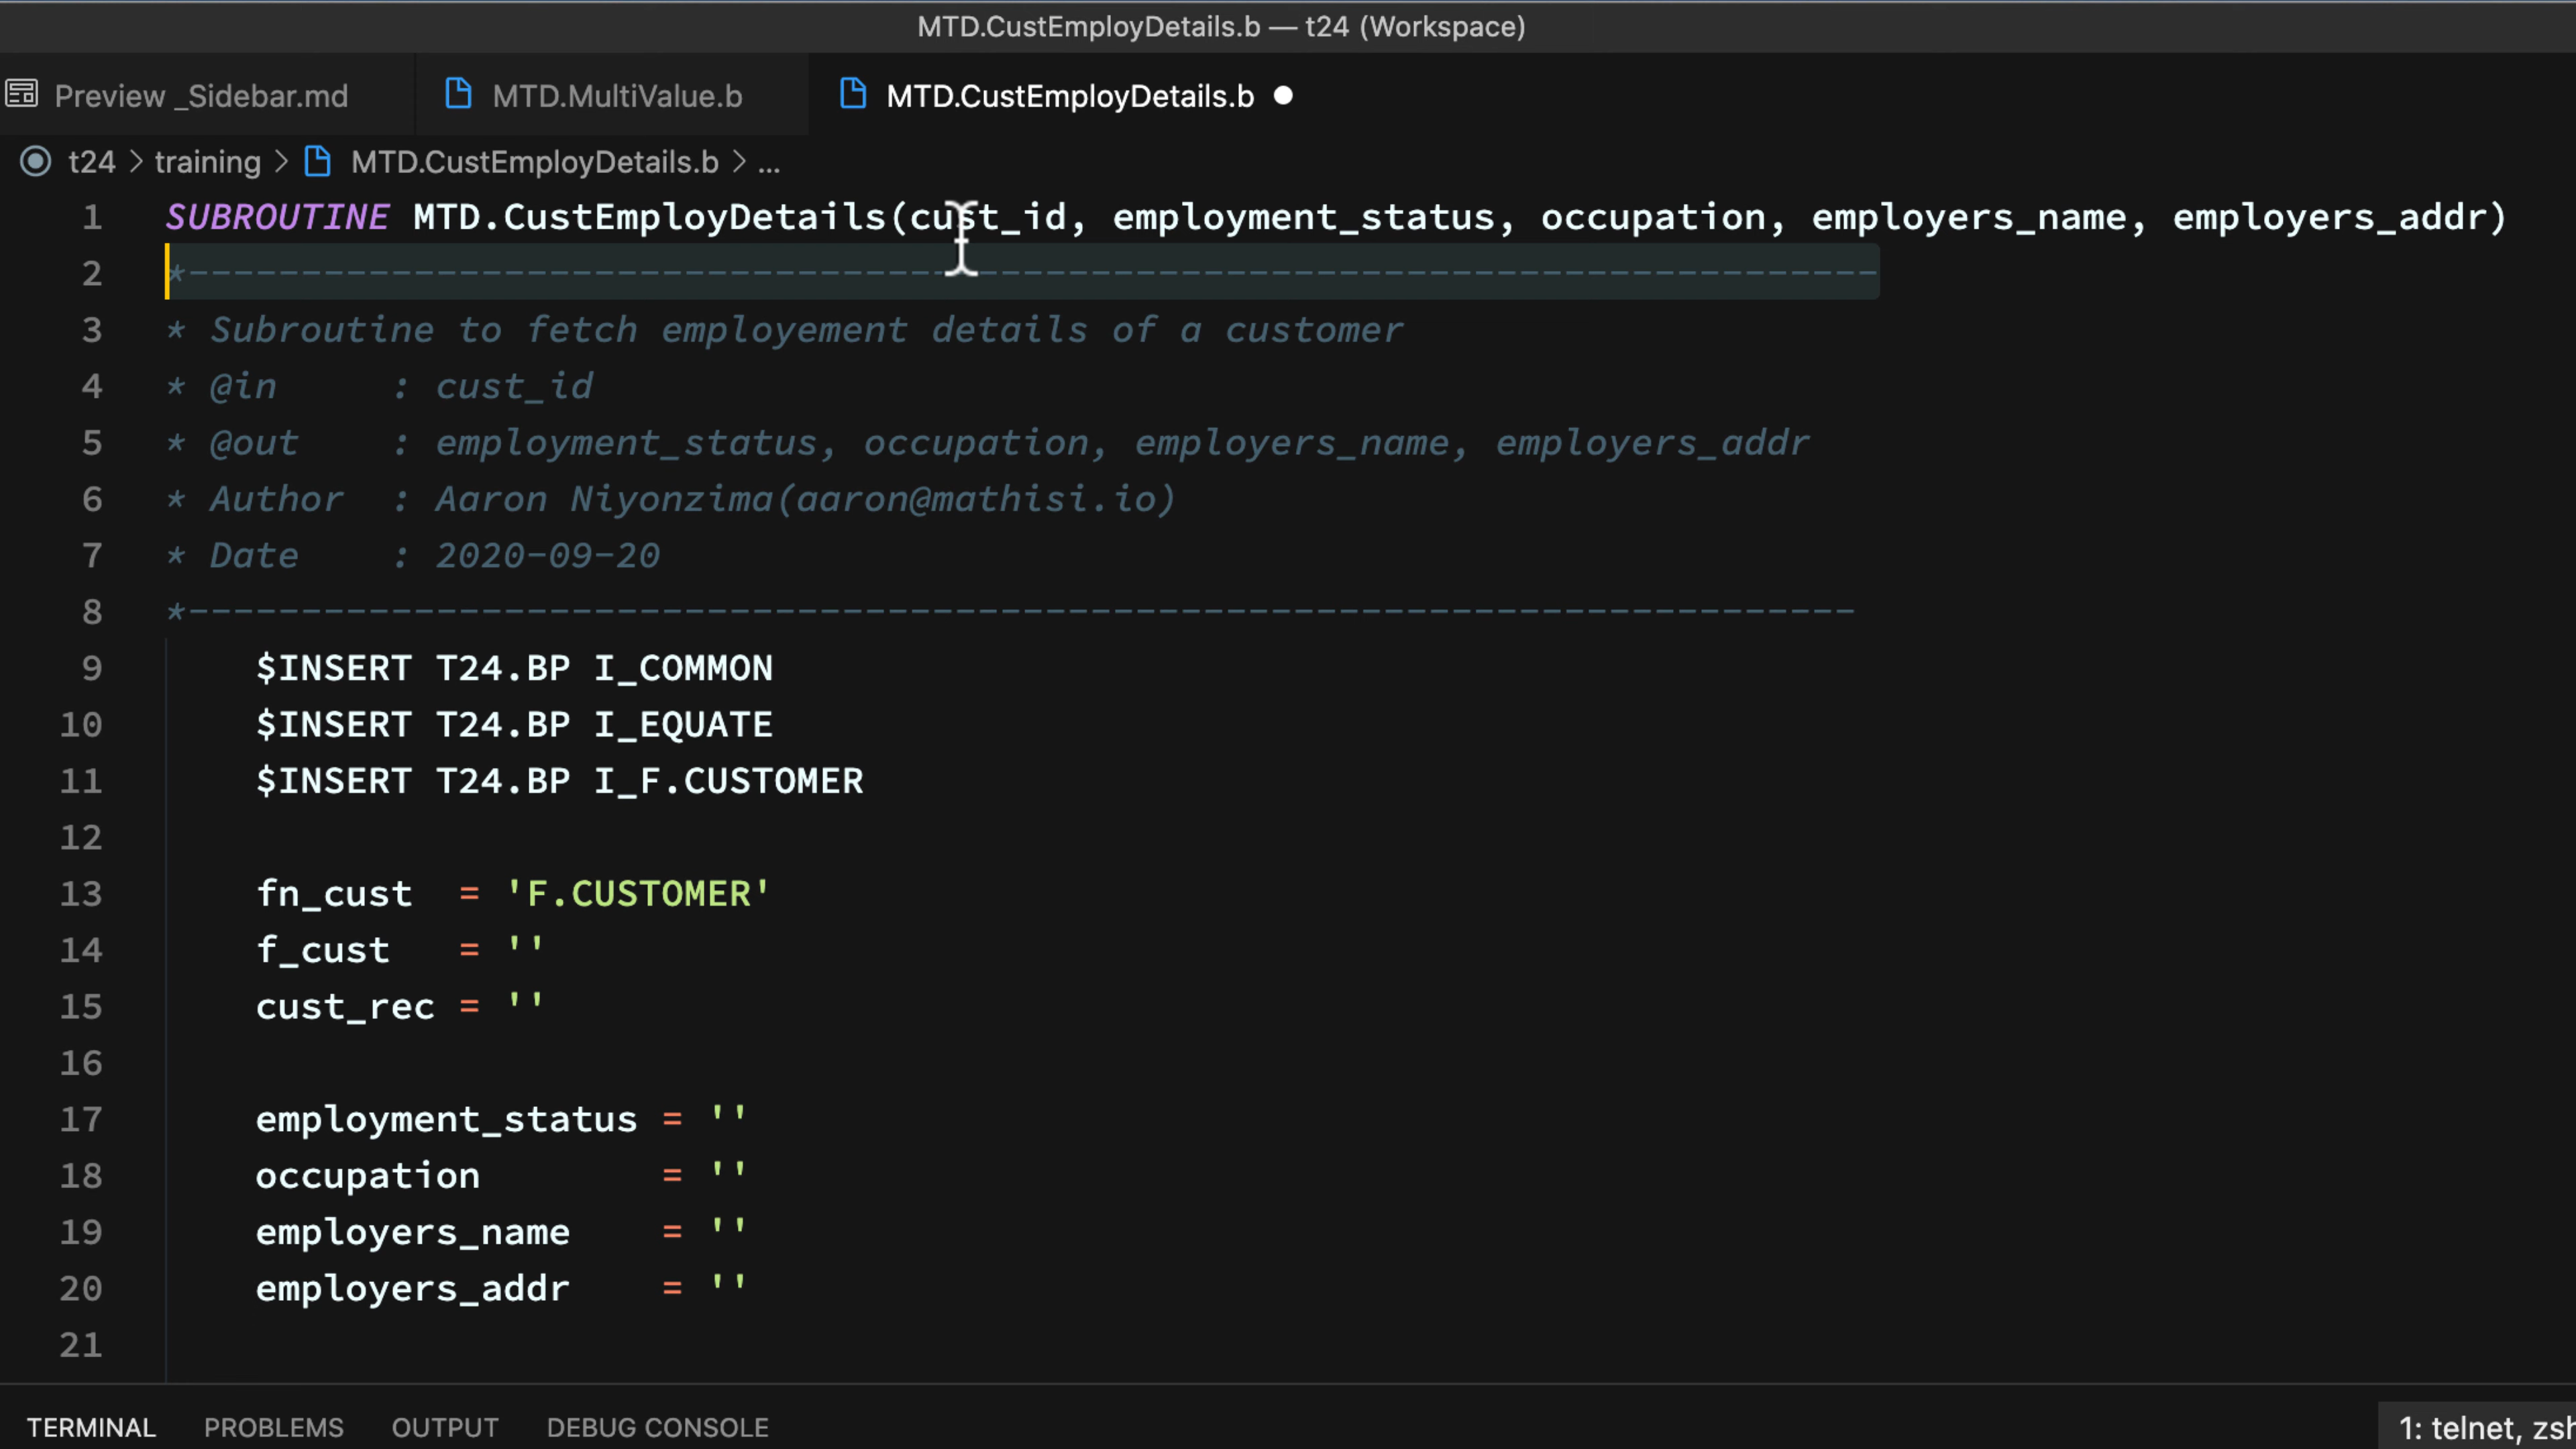 MTD.CustEmployDetails.b — t24 (Workspace)
Preview _Sidebar.md MTD.MultiValue.b MTD.CustEmployDetails.b
t24 > training > MTD.CustEmployDetails.b > ...
1 SUBROUTINE MTD.CustEmployDetails(cust_id, employment_status, occupation, employers_name, employers_addr)
2 *----------------------------------------------------------------------------
3 * Subroutine to fetch employement details of a customer
4 * @in     : cust_id
5 * @out    : employment_status, occupation, employers_name, employers_addr
6 * Author  : Aaron Niyonzima(aaron@mathisi.io)
7 * Date    : 2020-09-20
8 *---------------------------------------------------------------------------
9     $INSERT T24.BP I_COMMON
10     $INSERT T24.BP I_EQUATE
11     $INSERT T24.BP I_F.CUSTOMER
12
13     fn_cust  = 'F.CUSTOMER'
14     f_cust   = ''
15     cust_rec = ''
16
17     employment_status = ''
18     occupation        = ''
19     employers_name    = ''
20     employers_addr    = ''
21
TERMINAL PROBLEMS OUTPUT DEBUG CONSOLE 1: telnet, zsh